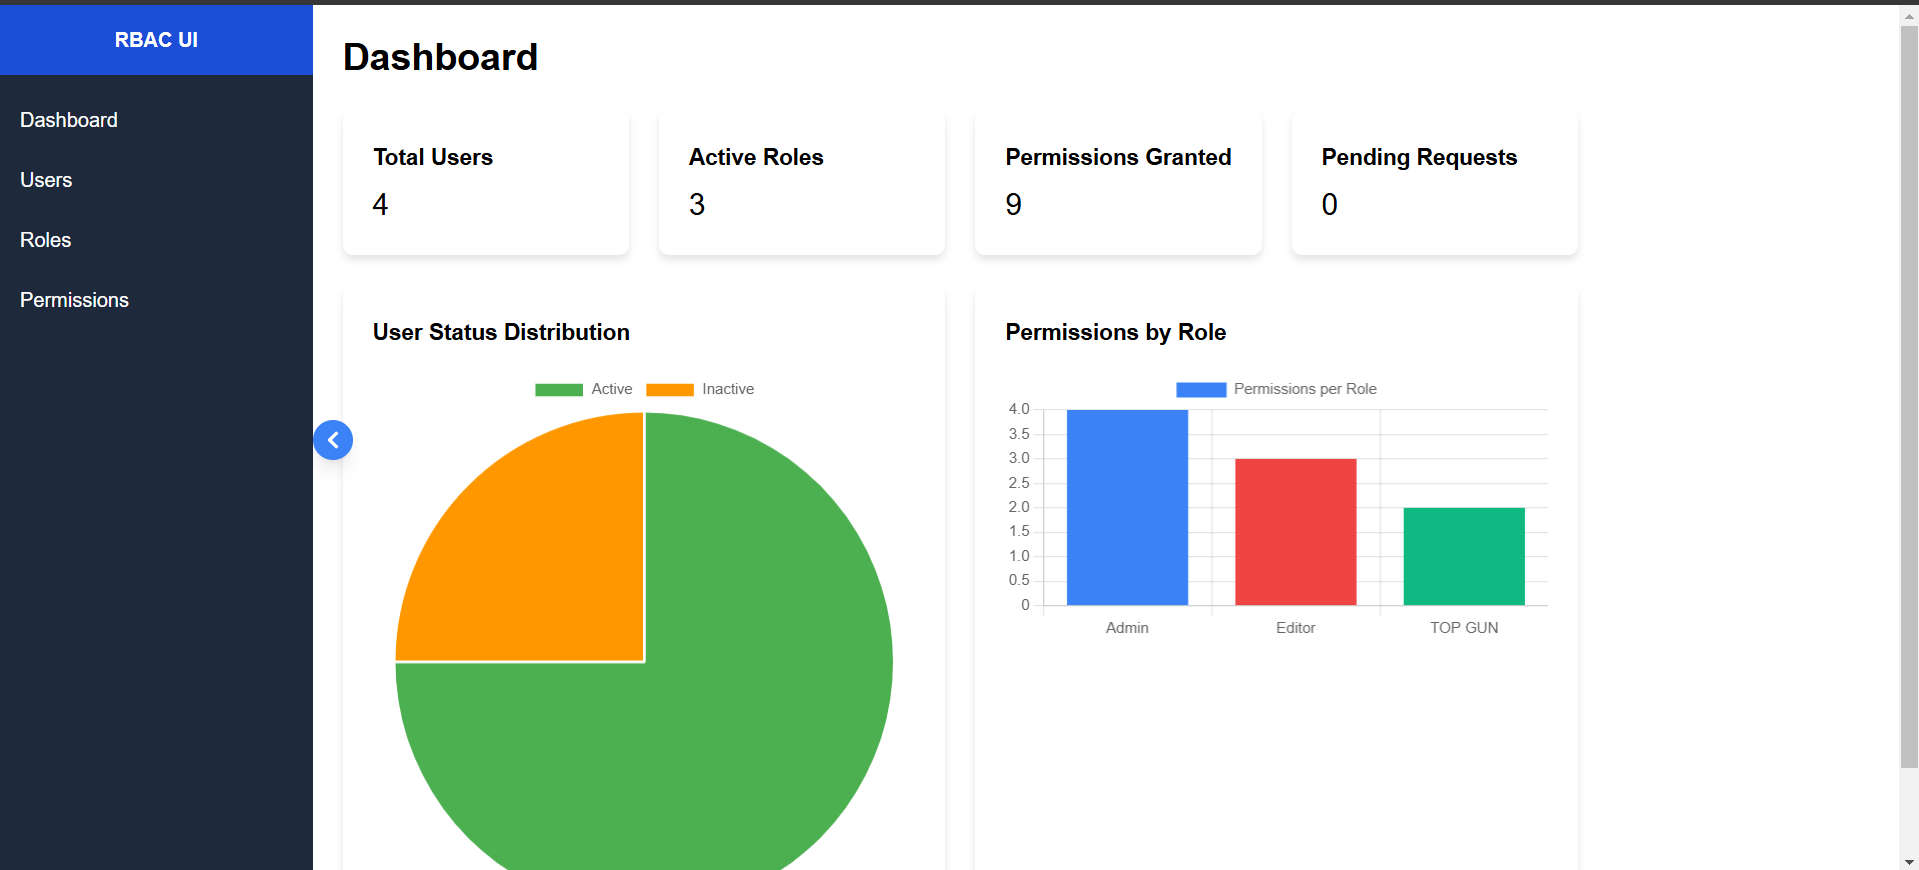 RBAC UI
Dashboard
Users
Roles
Permissions
Dashboard
Total Users
4
Active Roles
3
Permissions Granted
9
Pending Requests
0
User Status Distribution
Active Inactive
Permissions by Role
Permissions per Role
4.0
3.5
3.0
2.5
2.0
1.5
1.0
0.5
0
Admin Editor TOP GUN